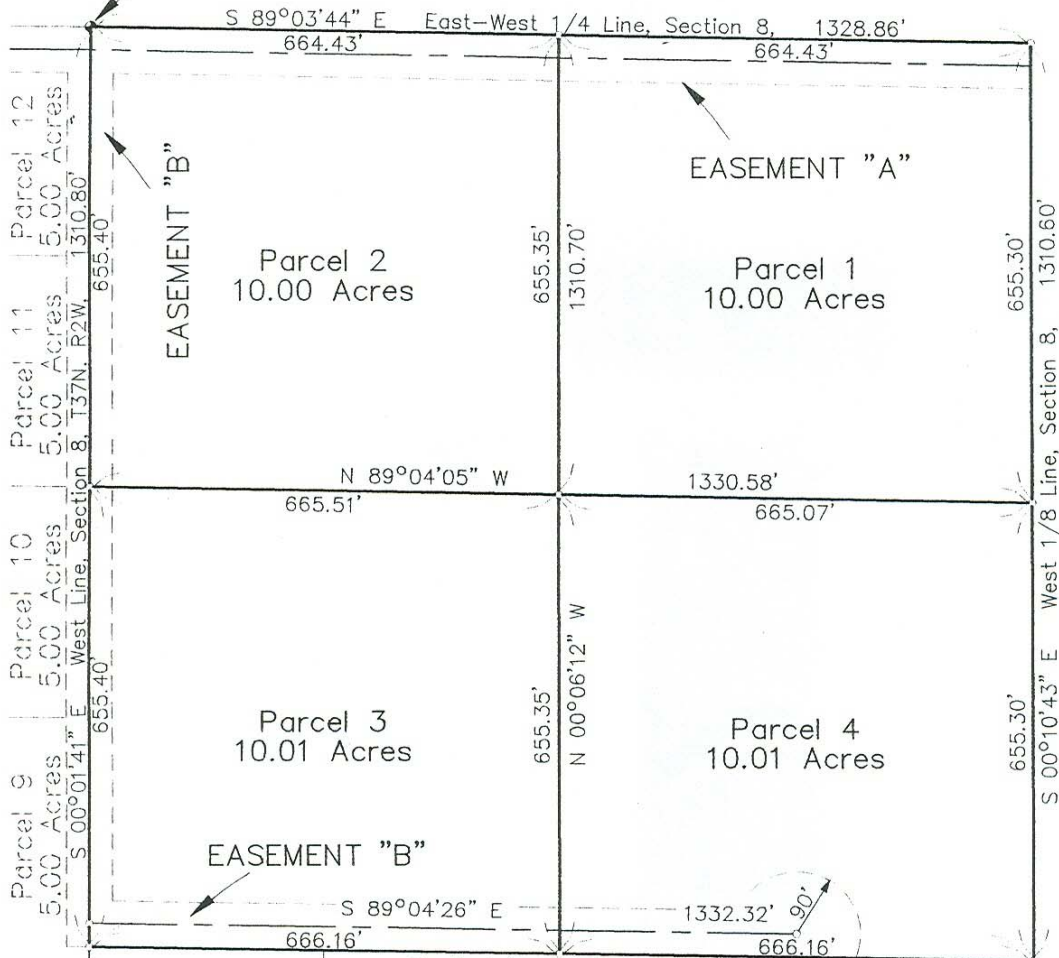 S 89°03'44" E East-West 1/4 Line, Section 8, 1328.86'
664.43'
664.43'
EASEMENT "A"
EASEMENT "B"
Parcel 12
5.00 Acres
1310.80'
655.40'
Parcel 2
10.00 Acres
655.35'
1310.70'
Parcel 1
10.00 Acres
655.30'
1310.60'
Parcel 11
5.00 Acres
West Line, Section 8, T37N, R2W,
West 1/8 Line, Section 8,
N 89°04'05" W
1330.58'
665.51'
665.07'
Parcel 10
5.00 Acres
S 00°01'41" E
655.40'
Parcel 3
10.01 Acres
655.35'
N 00°06'12" W
Parcel 4
10.01 Acres
655.30'
S 00°10'43" E
Parcel 9
5.00 Acres
EASEMENT "B"
S 89°04'26" E
1332.32'
90'
666.16'
666.16'